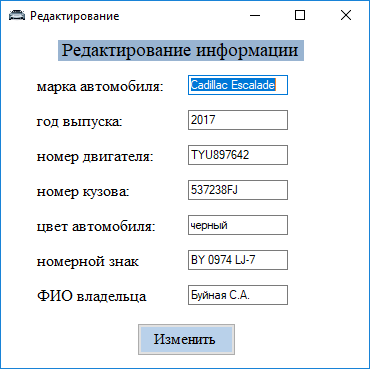 Редактирование
Редактирование информации
марка автомобиля: Cadillac Escalade
год выпуска: 2017
номер двигателя: TYU897642
номер кузова: 537238FJ
цвет автомобиля: черный
номерной знак BY 0974 LJ-7
ФИО владельца Буйная С.А.
Изменить